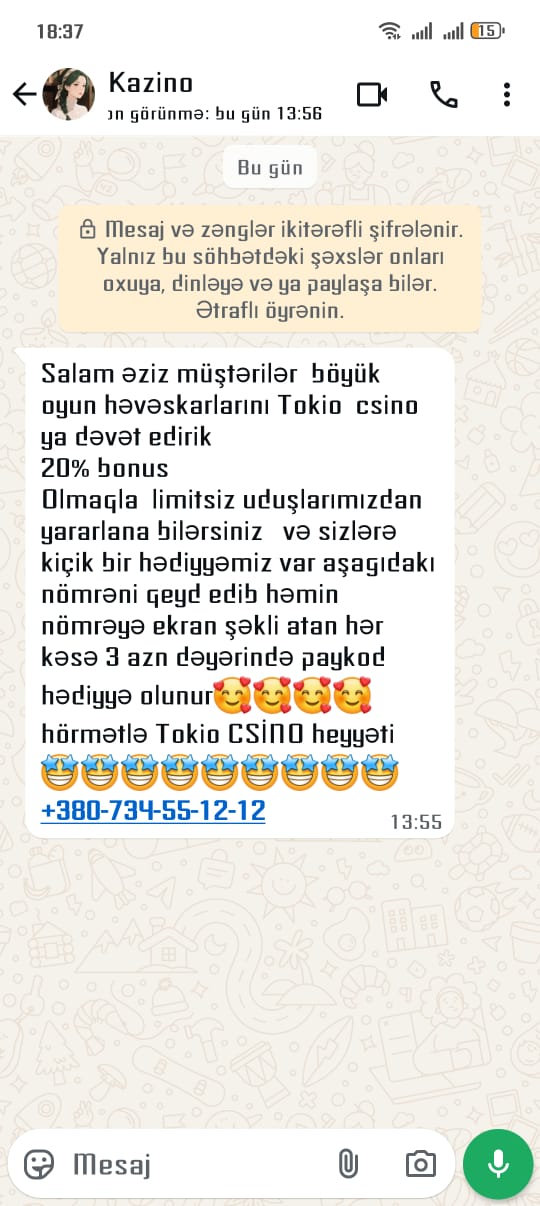 18:37
15
Kazino
ɔn görünmə: bu gün 13:56
Bu gün
Mesaj və zənglər ikitərəfli şifrələnir.
Yalnız bu söhbətdəki şəxslər onları
oxuya, dinləyə və ya paylaşa bilər.
Ətraflı öyrənin.
Salam əziz müştərilər böyük
oyun həvəskarlarını Tokio csino
ya dəvət edirik
20% bonus
Olmaqla limitsiz uduşlarımızdan
yararlana bilərsiniz və sizlərə
kiçik bir hədiyyəmiz var aşagıdakı
nömrəni qeyd edib həmin
nömrəyə ekran şəkli atan hər
kəsə 3 azn dəyərində paykod
hədiyyə olunur🥰🥰🥰🥰
hörmətlə Tokio CSİNO heyyəti
🤩🤩🤩🤩🤩🤩🤩🤩🤩
+380-734-55-12-12
13:55
Mesaj